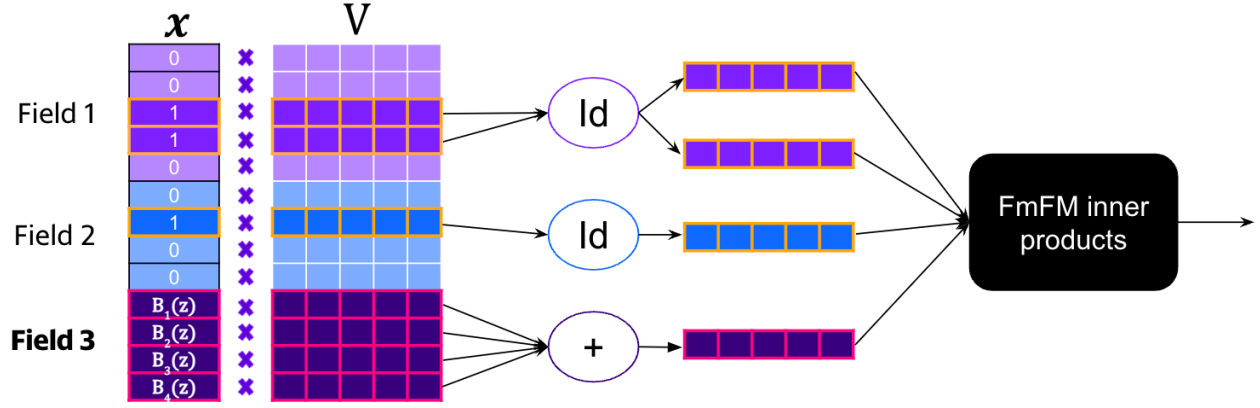 x V
0
0
Field 1
1
1
0
Id
0
Field 2
1
0
0
Id
FmFM inner
products
Field 3
B₁(z)
B₂(z)
B₃(z)
B₄(z)
+